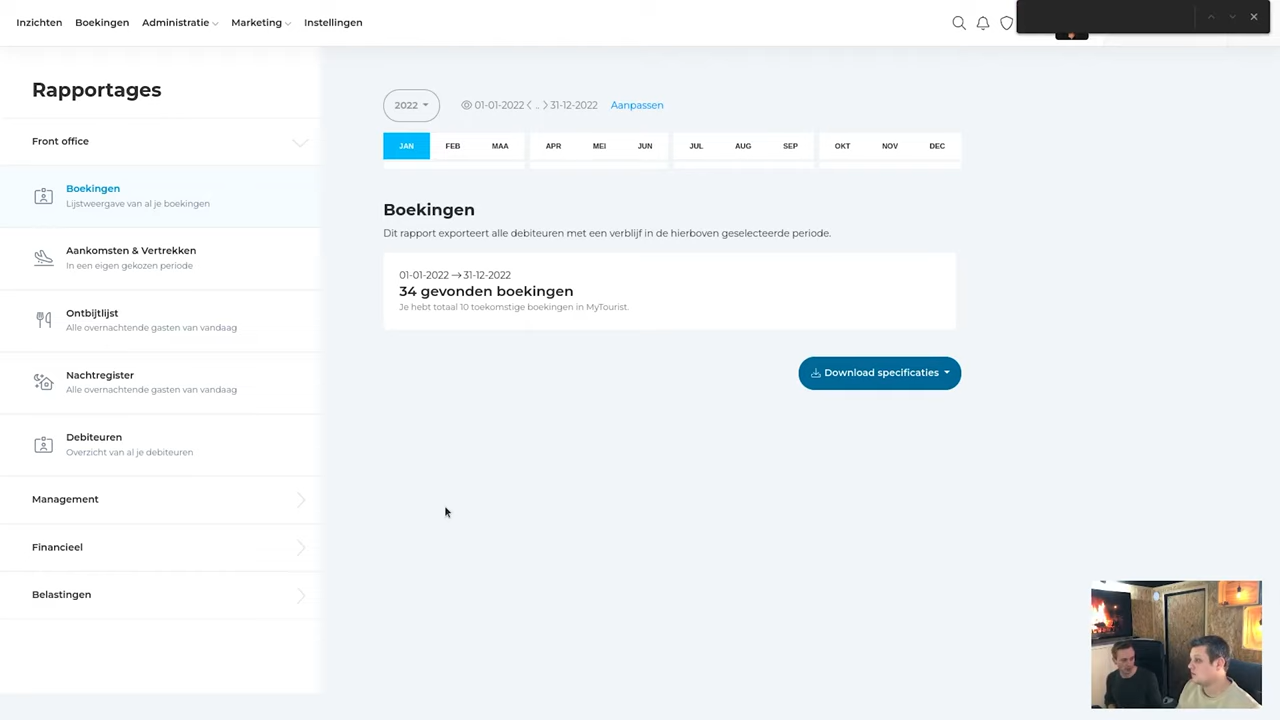 Inzichten
Boekingen
Administratie
Marketing
Instellingen
Rapportages
Front office
Boekingen
Lijstweergave van al je boekingen
Aankomsten & Vertrekken
In een eigen gekozen periode
Ontbijtlijst
Alle overnachtende gasten van vandaag
Nachtregister
Alle overnachtende gasten van vandaag
Debiteuren
Overzicht van al je debiteuren
Management
Financieel
Belastingen
2022
01-01-2022 < .. > 31-12-2022 Aanpassen
JAN FEB MAA APR MEI JUN JUL AUG SEP OKT NOV DEC
Boekingen
Dit rapport exporteert alle debiteuren met een verblijf in de hierboven geselecteerde periode.
01-01-2022 → 31-12-2022
34 gevonden boekingen
Je hebt totaal 10 toekomstige boekingen in MyTourist.
Download specificaties